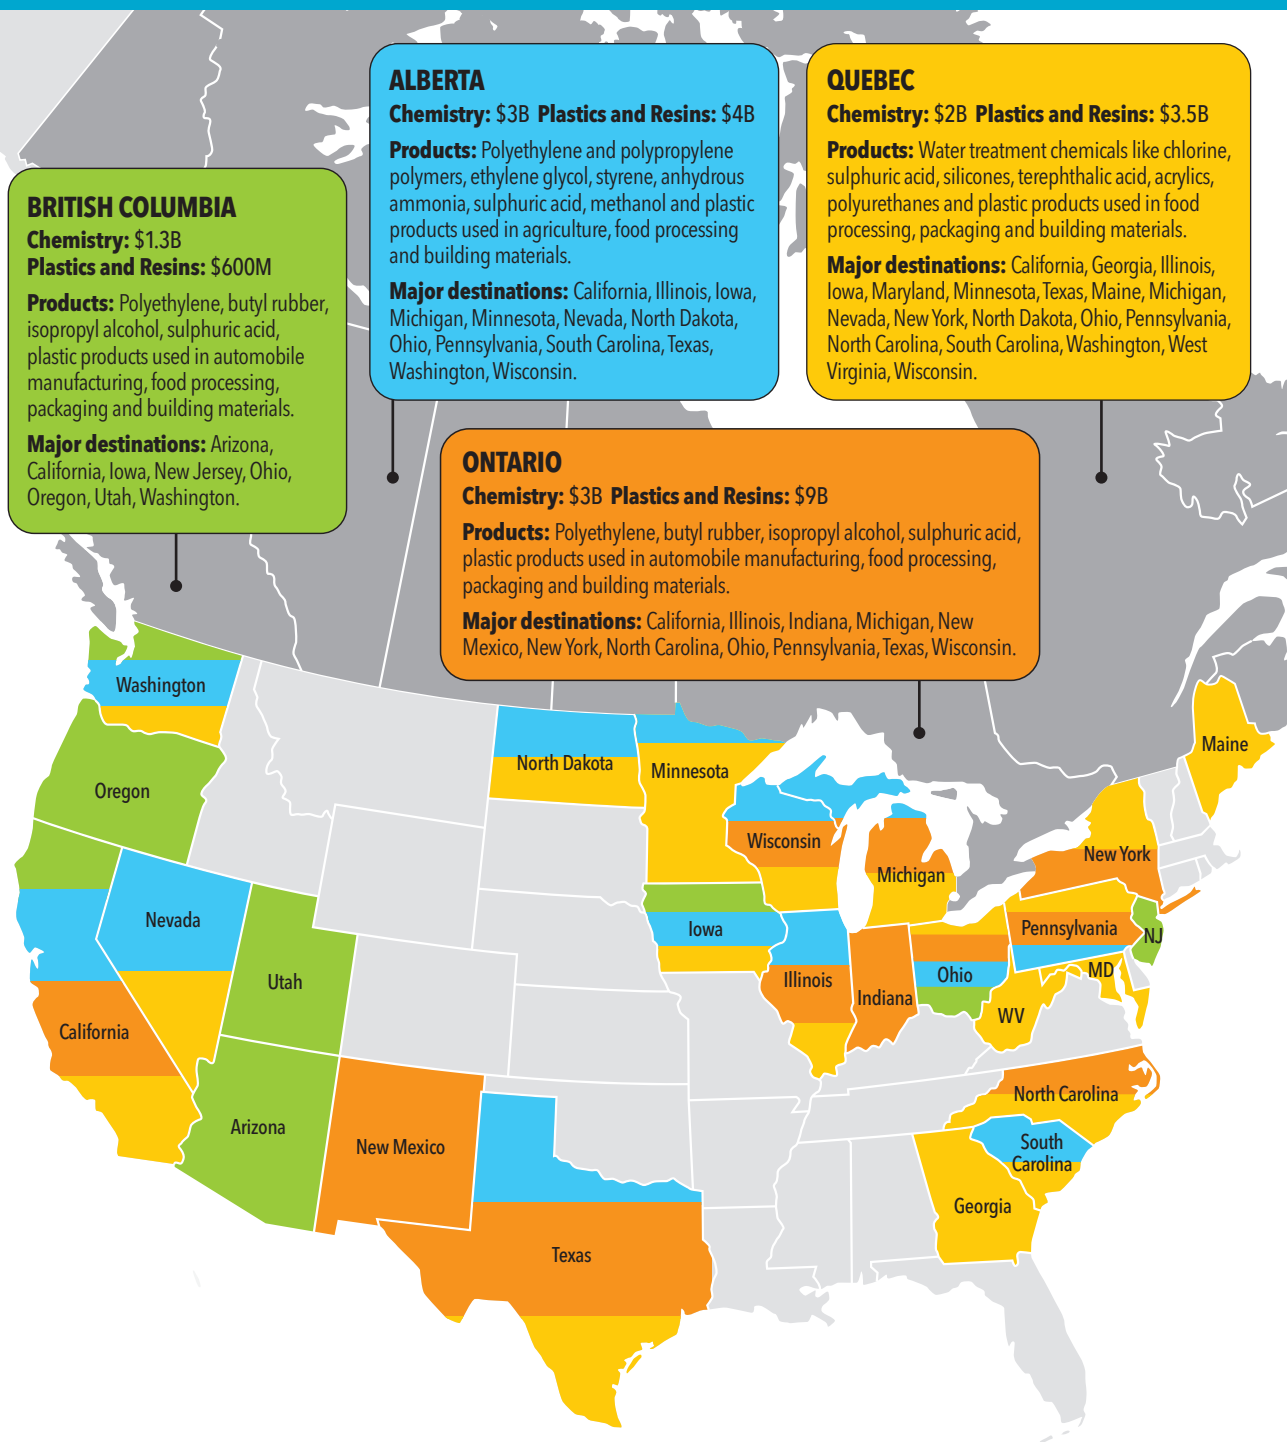 ALBERTA
Chemistry: $3B Plastics and Resins: $4B
Products: Polyethylene and polypropylene
polymers, ethylene glycol, styrene, anhydrous
ammonia, sulphuric acid, methanol and plastic
products used in agriculture, food processing
and building materials.
Major destinations: California, Illinois, Iowa,
Michigan, Minnesota, Nevada, North Dakota,
Ohio, Pennsylvania, South Carolina, Texas,
Washington, Wisconsin.
QUEBEC
Chemistry: $2B Plastics and Resins: $3.5B
Products: Water treatment chemicals like chlorine,
sulphuric acid, silicones, terephthalic acid, acrylics,
polyurethanes and plastic products used in food
processing, packaging and building materials.
Major destinations: California, Georgia, Illinois,
Iowa, Maryland, Minnesota, Texas, Maine, Michigan,
Nevada, New York, North Dakota, Ohio, Pennsylvania,
North Carolina, South Carolina, Washington, West
Virginia, Wisconsin.
BRITISH COLUMBIA
Chemistry: $1.3B
Plastics and Resins: $600M
Products: Polyethylene, butyl rubber,
isopropyl alcohol, sulphuric acid,
plastic products used in automobile
manufacturing, food processing,
packaging and building materials.
Major destinations: Arizona,
California, Iowa, New Jersey, Ohio,
Oregon, Utah, Washington.
ONTARIO
Chemistry: $3B Plastics and Resins: $9B
Products: Polyethylene, butyl rubber, isopropyl alcohol, sulphuric acid,
plastic products used in automobile manufacturing, food processing,
packaging and building materials.
Major destinations: California, Illinois, Indiana, Michigan, New
Mexico, New York, North Carolina, Ohio, Pennsylvania, Texas, Wisconsin.
Washington
Maine
North Dakota
Minnesota
Oregon
Wisconsin
New York
Michigan
Nevada
Iowa
Pennsylvania
NJ
MD
Ohio
Utah
Illinois
Indiana
WV
California
North Carolina
Arizona
New Mexico
South
Carolina
Georgia
Texas